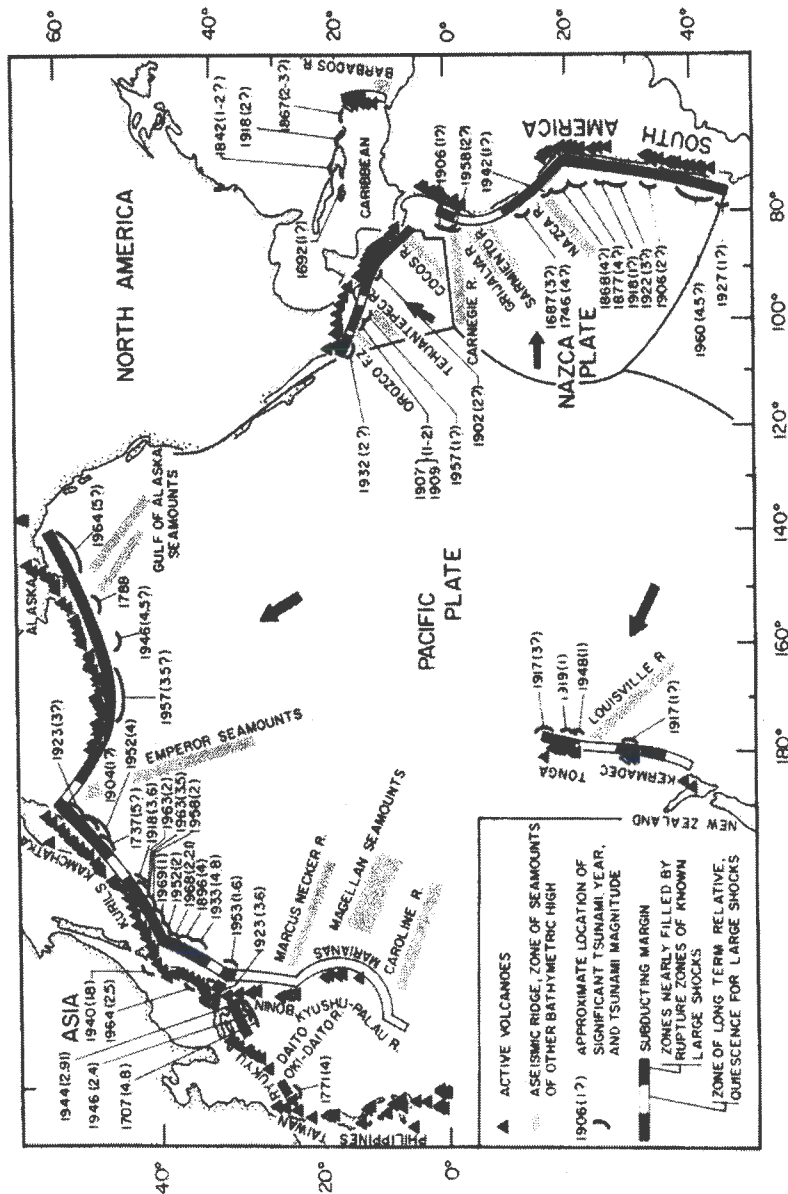 60°
40°
20°
0°
20°
40°
NORTH AMERICA
1842(1-2?)
1918(2?)
1867(2-3?)
BARBADOS R.
CARIBBEAN
1692(1?)
1906(1?)
1958(2?)
1942(1?)
SOUTH
AMERICA
COCOS R.
TEHUANTEPEC R.
OROZCO F.Z.
CARNEGIE R.
GRIJALVA R.
SARMIENTO R.
NAZCA R.
1687(3?)
1746(4?)
1868(4?)
1877(4?)
1918(1?)
1922(3?)
1906(2?)
1960(4.5?)
1927(1?)
NAZCA
PLATE
1932(2?)
1907
1909
}(1-2)
1957(1?)
1902(2?)
80°
100°
120°
140°
160°
180°
ALASKA
1964(5?)
GULF OF ALASKA
SEAMOUNTS
1788
1946(4.5?)
1957(3.5?)
PACIFIC
PLATE
1923(3?)
1904(1?)
1952(4)
EMPEROR SEAMOUNTS
KAMCHATKA
KURILS
1737(5?)
1918(3.6)
1963(2)
1963(3.5)
1958(2)
1969(1)
1952(2)
1968(2.2)
1896(4)
1933(4.8)
1953(1.6)
1923(3.6)
MARCUS NECKER R.
MAGELLAN SEAMOUNTS
CAROLINE R.
MARIANAS
BONIN
KYUSHU-PALAU R.
DAITO
OKI-DAITO R.
RYUKYU
TAIWAN
PHILIPPINES
1771(4)
ASIA
1940(1.8)
1964(2.5)
1944(2.9)
1946(2.4)
1707(4.8)
40°
20°
0°
1917(3?)
1919(1)
1948(1)
LOUISVILLE R
1917(1?)
TONGA
KERMADEC
NEW ZEALAND
ACTIVE VOLCANOES
ASEISMIC RIDGE, ZONE OF SEAMOUNTS
OF OTHER BATHYMETRIC HIGH
1906(1?) APPROXIMATE LOCATION OF
SIGNIFICANT TSUNAMI, YEAR,
AND TSUNAMI MAGNITUDE
SUBDUCTING MARGIN
ZONES NEARLY FILLED BY
RUPTURE ZONES OF KNOWN
LARGE SHOCKS
ZONE OF LONG TERM RELATIVE,
QUIESCENCE FOR LARGE SHOCKS